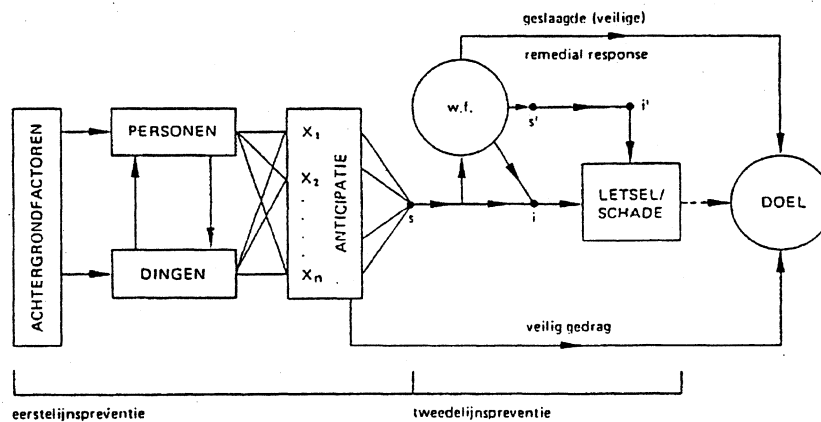 geslaagde (veilige)
remedial response
w.f.
s'
i'
ACHTERGRONDFACTOREN
PERSONEN
DINGEN
X1
X2
Xn
ANTICIPATIE
s
i
LETSEL/
SCHADE
DOEL
veilig gedrag
eerstelijnspreventie
tweedelijnspreventie